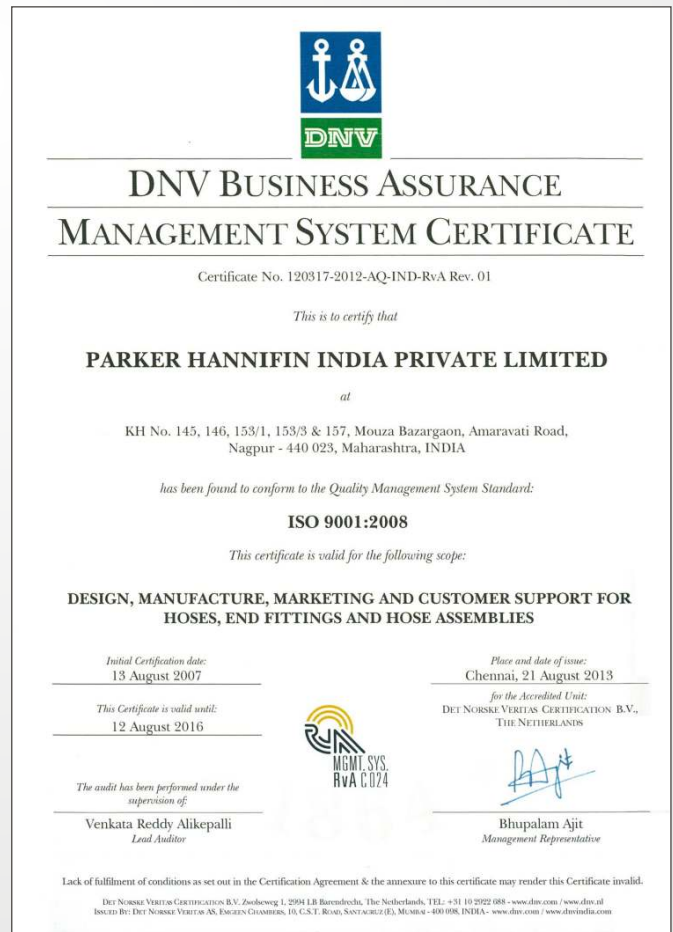 DNV
DNV BUSINESS ASSURANCE
MANAGEMENT SYSTEM CERTIFICATE
Certificate No. 120317-2012-AQ-IND-RvA Rev. 01
This is to certify that
PARKER HANNIFIN INDIA PRIVATE LIMITED
at
KH No. 145, 146, 153/1, 153/3 & 157, Mouza Bazargaon, Amaravati Road,
Nagpur - 440 023, Maharashtra, INDIA
has been found to conform to the Quality Management System Standard:
ISO 9001:2008
This certificate is valid for the following scope:
DESIGN, MANUFACTURE, MARKETING AND CUSTOMER SUPPORT FOR
HOSES, END FITTINGS AND HOSE ASSEMBLIES
Initial Certification date:
13 August 2007
This Certificate is valid until:
12 August 2016
The audit has been performed under the
supervision of:
Venkata Reddy Alikepalli
Lead Auditor
RvA
MGMT. SYS.
RvA C 024
Place and date of issue:
Chennai, 21 August 2013
for the Accredited Unit:
DET NORSKE VERITAS CERTIFICATION B.V.,
THE NETHERLANDS
Bhupalam Ajit
Management Representative
Lack of fulfilment of conditions as set out in the Certification Agreement & the annexure to this certificate may render this Certificate invalid.
DET NORSKE VERITAS CERTIFICATION B.V. Zwolseweg 1, 2994 LB Barendrecht, The Netherlands, TEL: +31 10 2922 688 - www.dnv.com / www.dnv.nl
ISSUED BY: DET NORSKE VERITAS AS, EMGEEN CHAMBERS, 10, C.S.T. ROAD, SANTACRUZ (E), MUMBAI - 400 098, INDIA - www.dnv.com / www.dnvindia.com